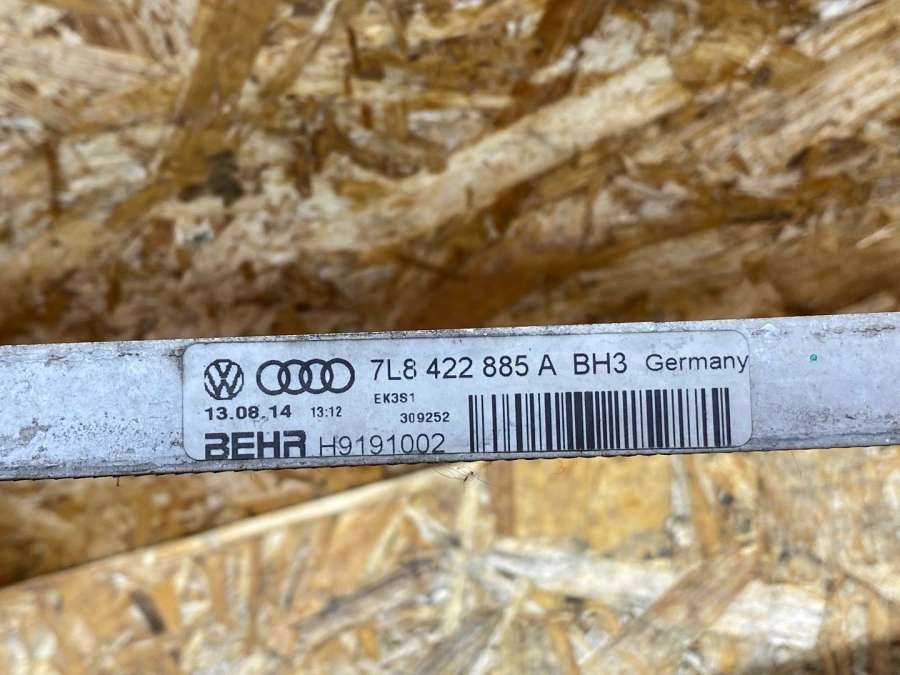 7L8 422 885 A BH3 Germany
EK3S1
13.08.14 13:12 309252
BEHR H9191002